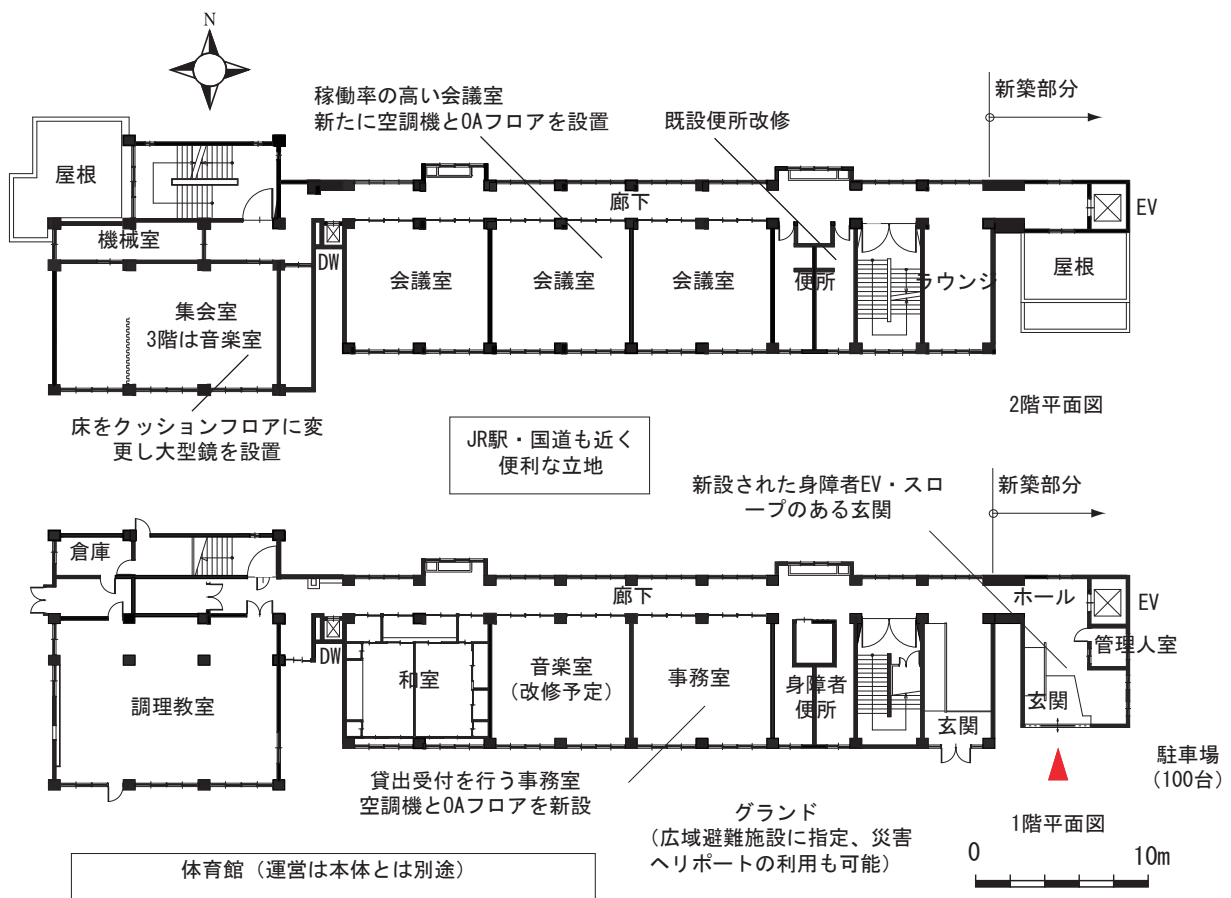 N
稼働率の高い会議室
新たに空調機とOAフロアを設置
既設便所改修
新築部分
屋根
廊下
EV
機械室
DW
会議室
会議室
会議室
便所
ラウンジ
屋根
集会室
3階は音楽室
2階平面図
床をクッションフロアに変
更し大型鏡を設置
JR駅・国道も近く
便利な立地
新設された身障者EV・スロ
ープのある玄関
新築部分
倉庫
廊下
ホール
EV
DW
管理人室
調理教室
和室
音楽室
(改修予定)
事務室
身障者
便所
玄関
玄関
駐車場
(100台)
貸出受付を行う事務室
空調機とOAフロアを新設
グランド
(広域避難施設に指定、災害
ヘリポートの利用も可能)
1階平面図
0 10m
体育館(運営は本体とは別途)